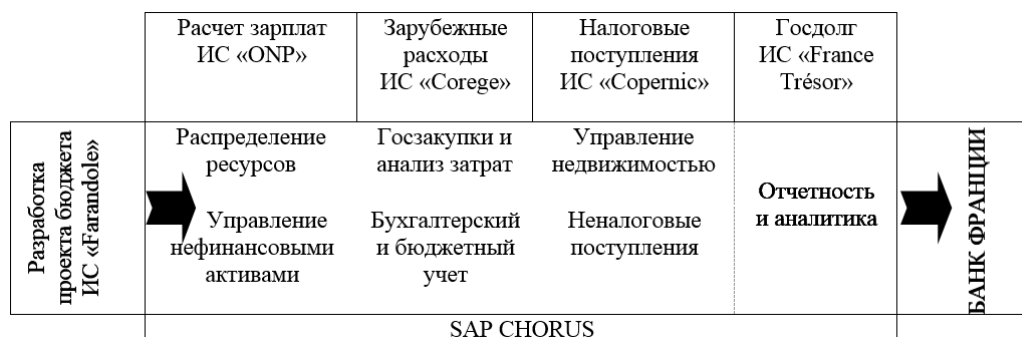 Расчет зарплат
ИС «ONP»
Зарубежные
расходы
ИС «Corege»
Налоговые
поступления
ИС «Copernic»
Госдолг
ИС «France
Trésor»
Разработка
проекта бюджета
ИС «Farandole»
Распределение
ресурсов
Госзакупки и
анализ затрат
Управление
недвижимостью
Управление
нефинансовыми
активами
Бухгалтерский
и бюджетный
учет
Неналоговые
поступления
Отчетность
и аналитика
БАНК ФРАНЦИИ
SAP CHORUS